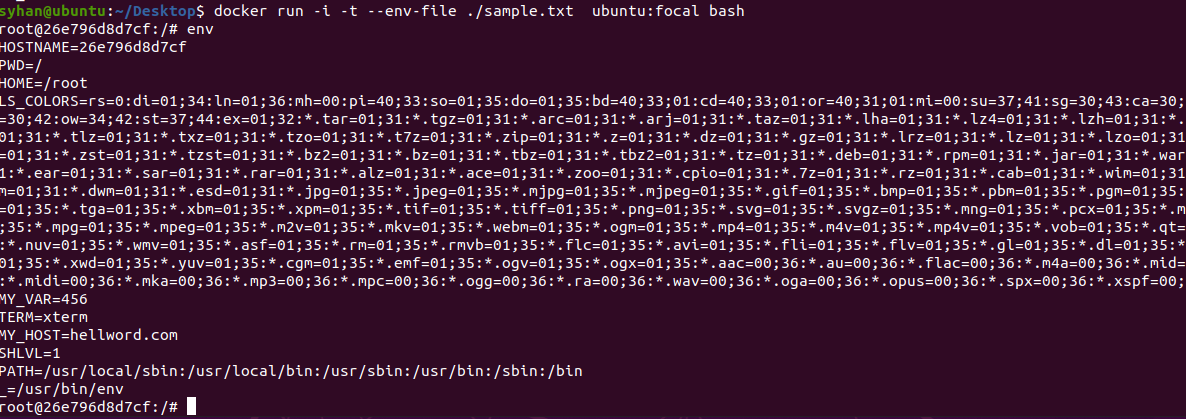 syhan@ubuntu:~/Desktop$ docker run -i -t --env-file ./sample.txt  ubuntu:focal bash
root@26e796d8d7cf:/# env
HOSTNAME=26e796d8d7cf
PWD=/
HOME=/root
LS_COLORS=rs=0:di=01;34:ln=01;36:mh=00:pi=40;33:so=01;35:do=01;35:bd=40;33;01:cd=40;33;01:or=40;31;01:mi=00:su=37;41:sg=30;43:ca=30;
=30;42:ow=34;42:st=37;44:ex=01;32:*.tar=01;31:*.tgz=01;31:*.arc=01;31:*.arj=01;31:*.taz=01;31:*.lha=01;31:*.lz4=01;31:*.lzh=01;31:*.
01;31:*.tlz=01;31:*.txz=01;31:*.tzo=01;31:*.t7z=01;31:*.zip=01;31:*.z=01;31:*.dz=01;31:*.gz=01;31:*.lrz=01;31:*.lz=01;31:*.lzo=01;31
=01;31:*.zst=01;31:*.tzst=01;31:*.bz2=01;31:*.bz=01;31:*.tbz=01;31:*.tbz2=01;31:*.tz=01;31:*.deb=01;31:*.rpm=01;31:*.jar=01;31:*.war
1;31:*.ear=01;31:*.sar=01;31:*.rar=01;31:*.alz=01;31:*.ace=01;31:*.zoo=01;31:*.cpio=01;31:*.7z=01;31:*.rz=01;31:*.cab=01;31:*.wim=01;31
m=01;31:*.dwm=01;31:*.esd=01;31:*.jpg=01;35:*.jpeg=01;35:*.mjpg=01;35:*.mjpeg=01;35:*.gif=01;35:*.bmp=01;35:*.pbm=01;35:*.pgm=01;35
=01;35:*.tga=01;35:*.xbm=01;35:*.xpm=01;35:*.tif=01;35:*.tiff=01;35:*.png=01;35:*.svg=01;35:*.svgz=01;35:*.mng=01;35:*.pcx=01;35:*.m
;35:*.mpg=01;35:*.mpeg=01;35:*.m2v=01;35:*.mkv=01;35:*.webm=01;35:*.ogm=01;35:*.mp4=01;35:*.m4v=01;35:*.mp4v=01;35:*.vob=01;35:*.qt=
:*.nuv=01;35:*.wmv=01;35:*.asf=01;35:*.rm=01;35:*.rmvb=01;35:*.flc=01;35:*.avi=01;35:*.fli=01;35:*.flv=01;35:*.gl=01;35:*.dl=01;35:*
01;35:*.xwd=01;35:*.yuv=01;35:*.cgm=01;35:*.emf=01;35:*.ogv=01;35:*.ogx=01;35:*.aac=00;36:*.au=00;36:*.flac=00;36:*.m4a=00;36:*.mid=
:*.midi=00;36:*.mka=00;36:*.mp3=00;36:*.mpc=00;36:*.ogg=00;36:*.ra=00;36:*.wav=00;36:*.oga=00;36:*.opus=00;36:*.spx=00;36:*.xspf=00;
MY_VAR=456
TERM=xterm
MY_HOST=hellword.com
SHLVL=1
PATH=/usr/local/sbin:/usr/local/bin:/usr/sbin:/usr/bin:/sbin:/bin
_=/usr/bin/env
root@26e796d8d7cf:/#